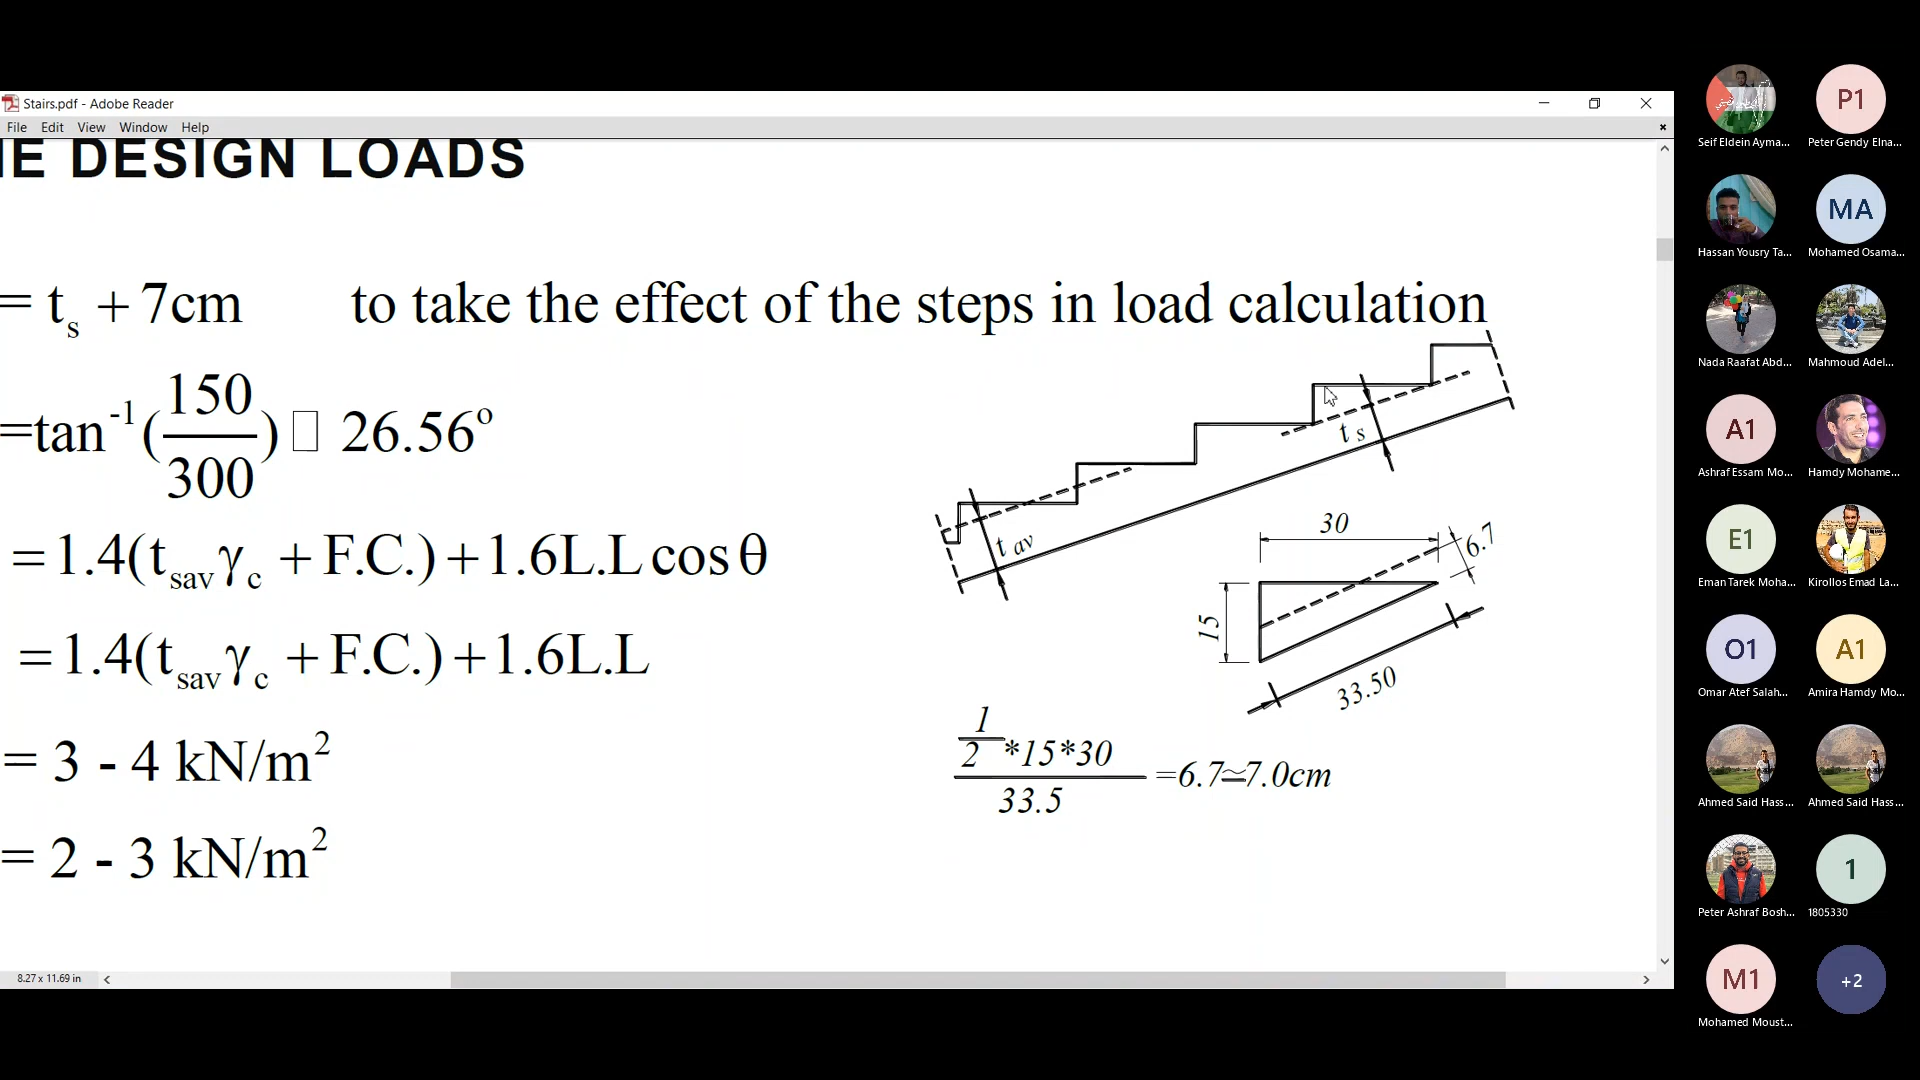 Stairs.pdf - Adobe Reader
File Edit View Window Help
IE DESIGN LOADS
= tₛ + 7cm to take the effect of the steps in load calculation
=tan⁻¹(150/300) 26.56°
t s
t av
=1.4(t_sav γ_c + F.C.)+1.6L.L cosθ
30
6.7
15
33.50
=1.4(t_sav γ_c + F.C.)+1.6L.L
= 3 - 4 kN/m²
1/2 *15*30
33.5
=6.7≅7.0cm
= 2 - 3 kN/m²
8.27 x 11.69 in
Seif Eldein Ayma...
P1
Peter Gendy Elna...
Hassan Yousry Ta...
MA
Mohamed Osama...
Nada Raafat Abd...
Mahmoud Adel...
A1
Ashraf Essam Mo...
Hamdy Mohame...
E1
Eman Tarek Moha...
Kirollos Emad La...
O1
Omar Atef Salah...
A1
Amira Hamdy Mo...
Ahmed Said Hass...
Ahmed Said Hass...
Peter Ashraf Bosh...
1
1805330
M1
Mohamed Moust...
+2